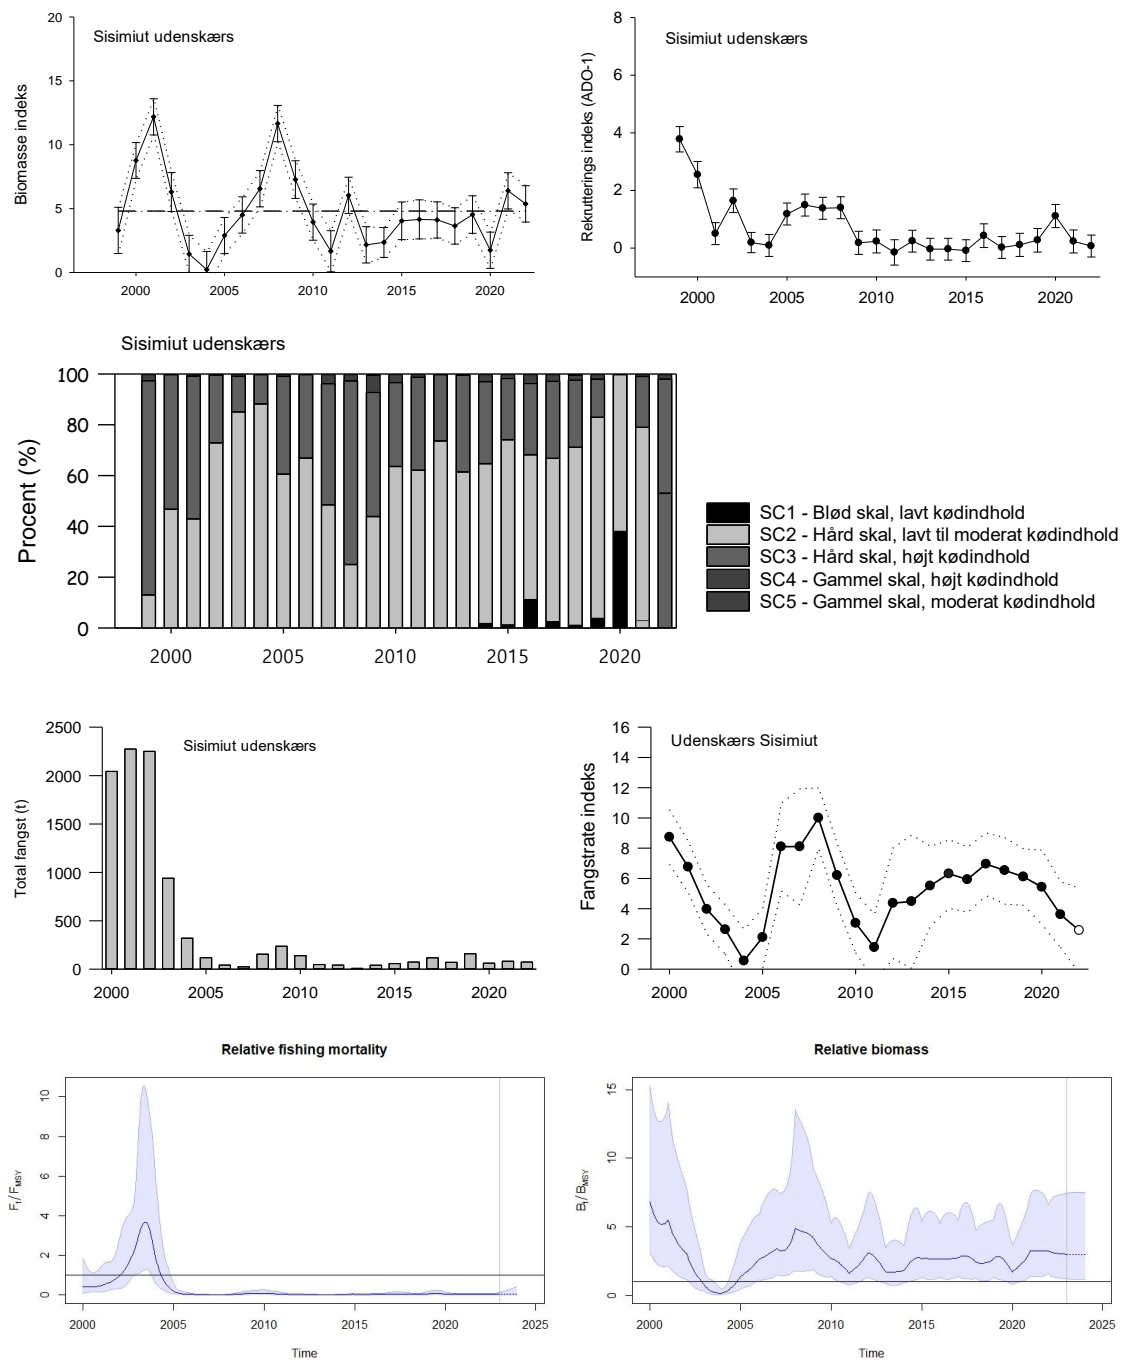 Sisimiut udenskærs
Biomasse indeks
20
15
10
5
0
2000 2005 2010 2015 2020
Sisimiut udenskærs
Rekrutterings indeks (ADO-1)
8
6
4
2
0
2000 2005 2010 2015 2020
Sisimiut udenskærs
Procent (%)
100
80
60
40
20
0
2000 2005 2010 2015 2020
SC1 - Blød skal, lavt kødindhold
SC2 - Hård skal, lavt til moderat kødindhold
SC3 - Hård skal, højt kødindhold
SC4 - Gammel skal, højt kødindhold
SC5 - Gammel skal, moderat kødindhold
Sisimiut udenskærs
Total fangst (t)
2500
2000
1500
1000
500
0
2000 2005 2010 2015 2020
Udenskærs Sisimiut
Fangstrate indeks
16
14
12
10
8
6
4
2
0
2000 2005 2010 2015 2020
Relative fishing mortality
Ft/FMSY
10
8
6
4
2
0
2000 2005 2010 2015 2020 2025
Time
Relative biomass
Bt/BMSY
15
10
5
0
2000 2005 2010 2015 2020 2025
Time